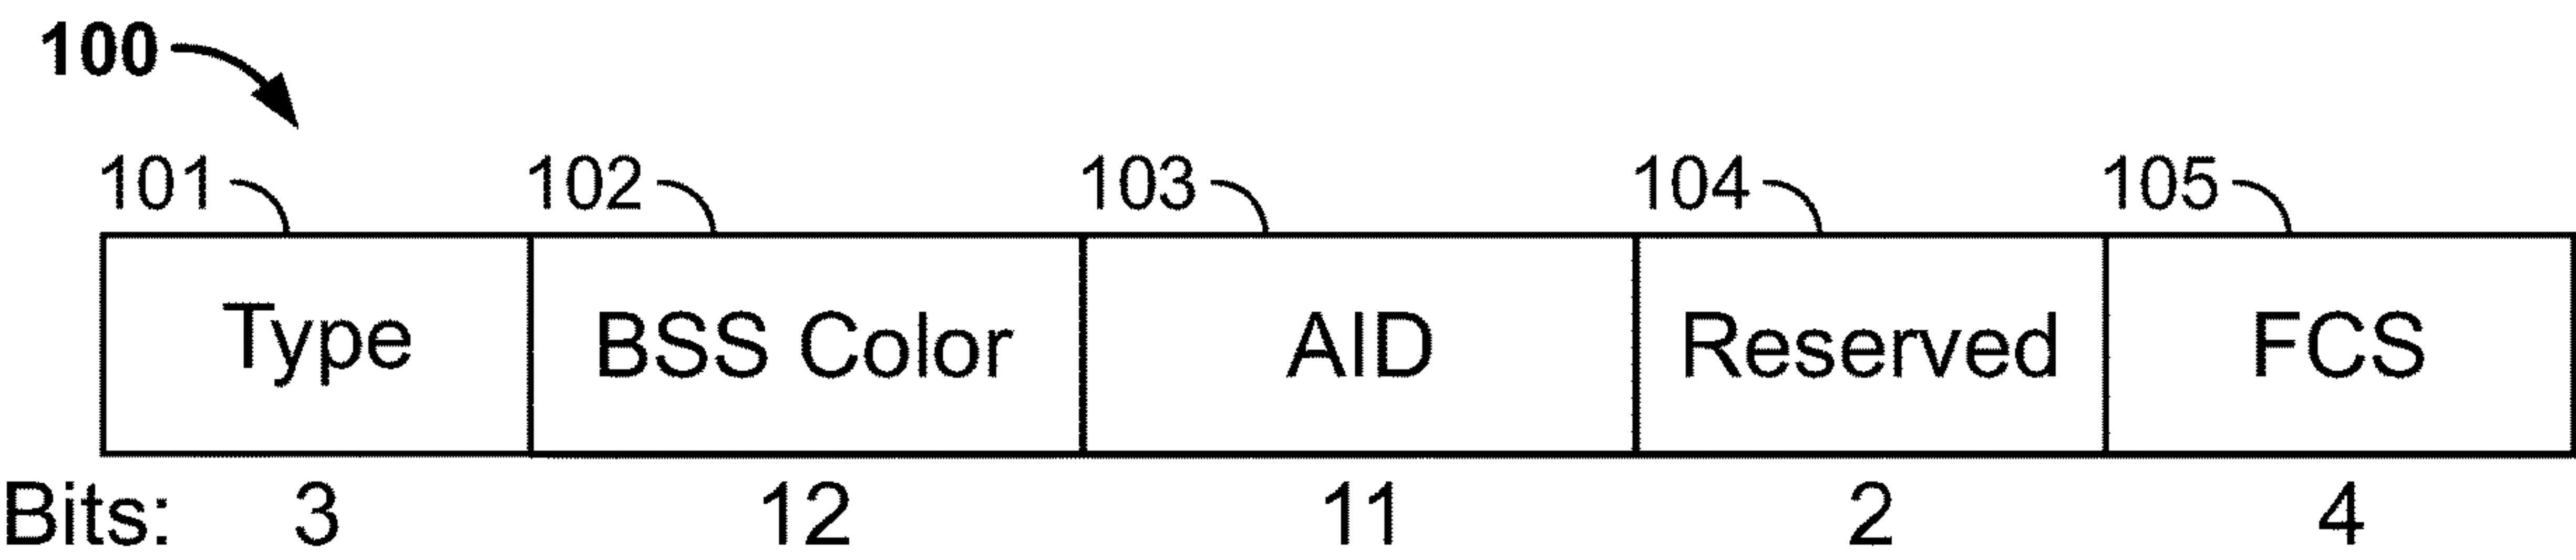 100
101 102 103 104 105
Type BSS Color AID Reserved FCS
Bits: 3 12 11 2 4